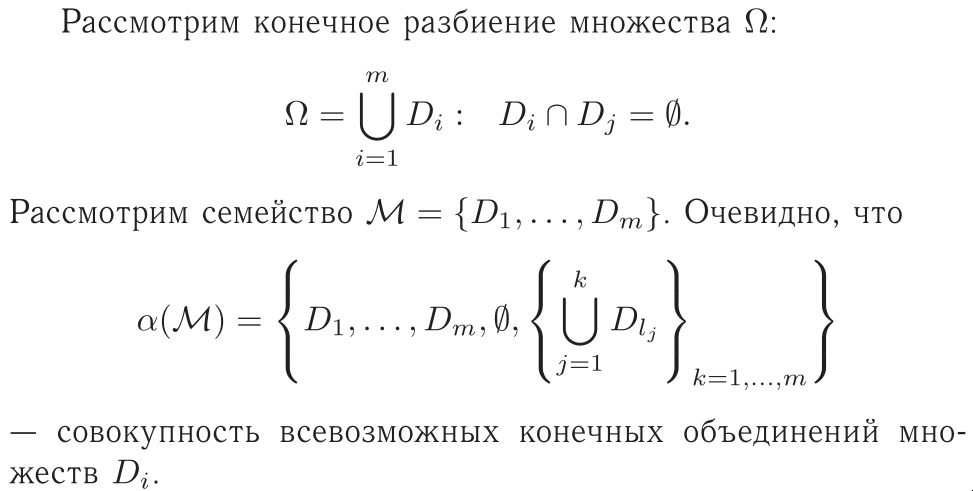 Рассмотрим конечное разбиение множества Ω:
Ω = ⋃_{i=1}^{m} D_i : D_i ∩ D_j = ∅.
Рассмотрим семейство ℳ = {D_1, . . . , D_m}. Очевидно, что
α(ℳ) = { D_1, . . . , D_m, ∅, { ⋃_{j=1}^{k} D_{l_j} }_{k=1,...,m} }
— совокупность всевозможных конечных объединений мно-
жеств D_i.